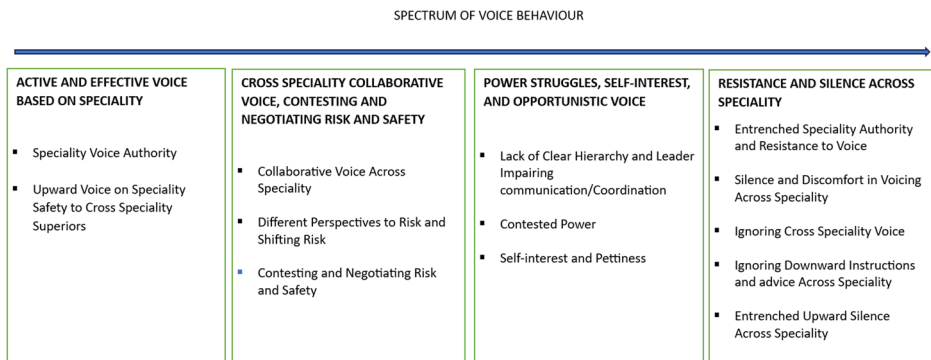 SPECTRUM OF VOICE BEHAVIOUR
ACTIVE AND EFFECTIVE VOICE
BASED ON SPECIALITY
▪ Speciality Voice Authority
▪ Upward Voice on Speciality
Safety to Cross Speciality
Superiors
CROSS SPECIALITY COLLABORATIVE
VOICE, CONTESTING AND
NEGOTIATING RISK AND SAFETY
▪ Collaborative Voice Across
Speciality
▪ Different Perspectives to Risk and
Shifting Risk
▪ Contesting and Negotiating Risk
and Safety
POWER STRUGGLES, SELF-INTEREST,
AND OPPORTUNISTIC VOICE
▪ Lack of Clear Hierarchy and Leader
Impairing
communication/Coordination
▪ Contested Power
▪ Self-interest and Pettiness
RESISTANCE AND SILENCE ACROSS
SPECIALITY
▪ Entrenched Speciality Authority
and Resistance to Voice
▪ Silence and Discomfort in Voicing
Across Speciality
▪ Ignoring Cross Speciality Voice
▪ Ignoring Downward Instructions
and advice Across Speciality
▪ Entrenched Upward Silence
Across Speciality